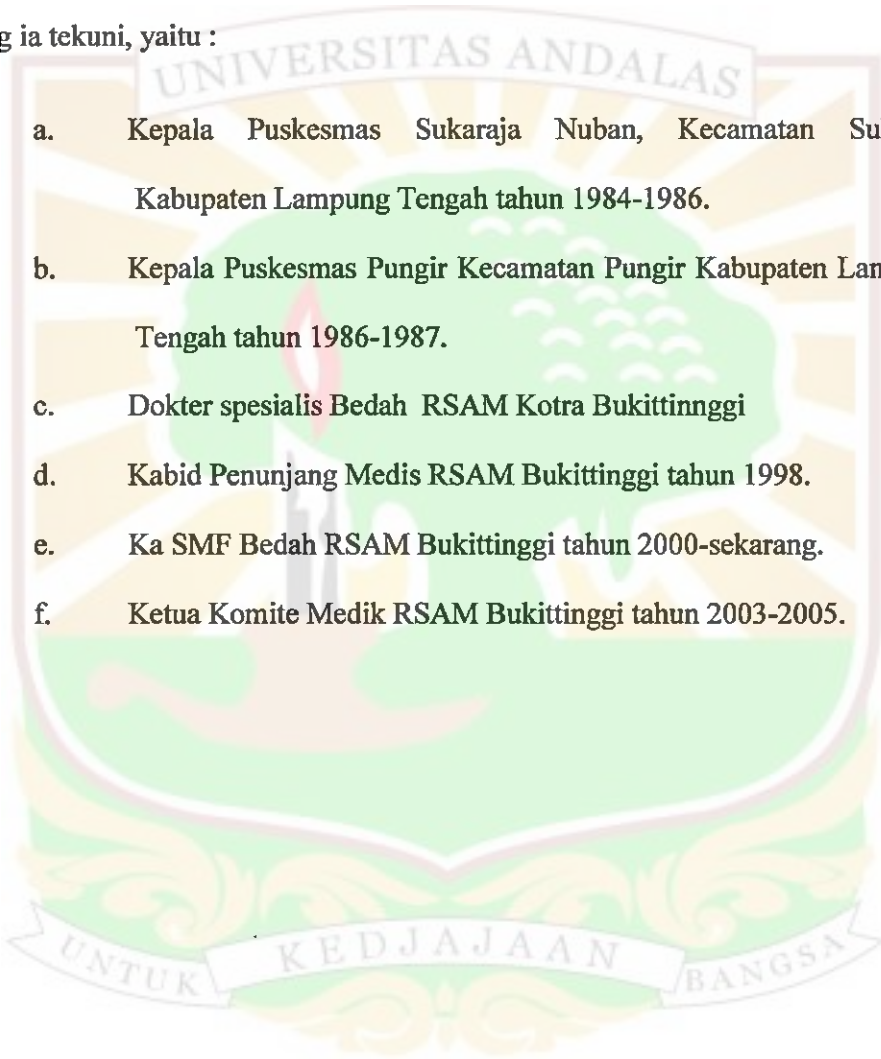 g ia tekuni, yaitu :
UNIVERSITAS ANDALAS
a. Kepala Puskesmas Sukaraja Nuban, Kecamatan Su
Kabupaten Lampung Tengah tahun 1984-1986.
b. Kepala Puskesmas Pungir Kecamatan Pungir Kabupaten Lam
Tengah tahun 1986-1987.
c. Dokter spesialis Bedah RSAM Kotra Bukittinnggi
d. Kabid Penunjang Medis RSAM Bukittinggi tahun 1998.
e. Ka SMF Bedah RSAM Bukittinggi tahun 2000-sekarang.
f. Ketua Komite Medik RSAM Bukittinggi tahun 2003-2005.
UNTUK KEDJAJAAN BANGSA